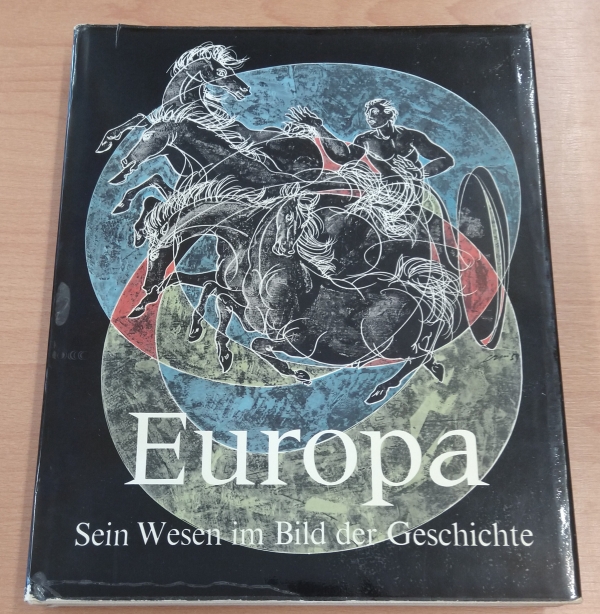 Europa
Sein Wesen im Bild der Geschichte